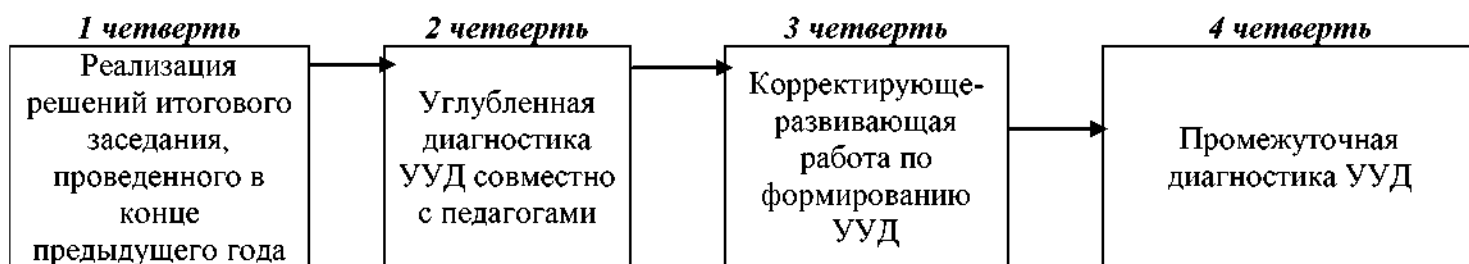 1 четверть
2 четверть
3 четверть
4 четверть
Реализация
решений итогового
заседания,
проведенного в
конце
предыдущего года
Углубленная
диагностика
УУД совместно
с педагогами
Корректирующе-
развивающая
работа по
формированию
УУД
Промежуточная
диагностика УУД